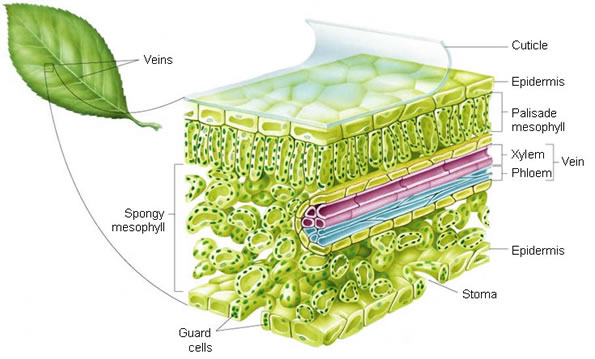 Veins
Cuticle
Epidermis
Palisade
mesophyll
Xylem
Vein
Phloem
Spongy
mesophyll
Epidermis
Stoma
Guard
cells